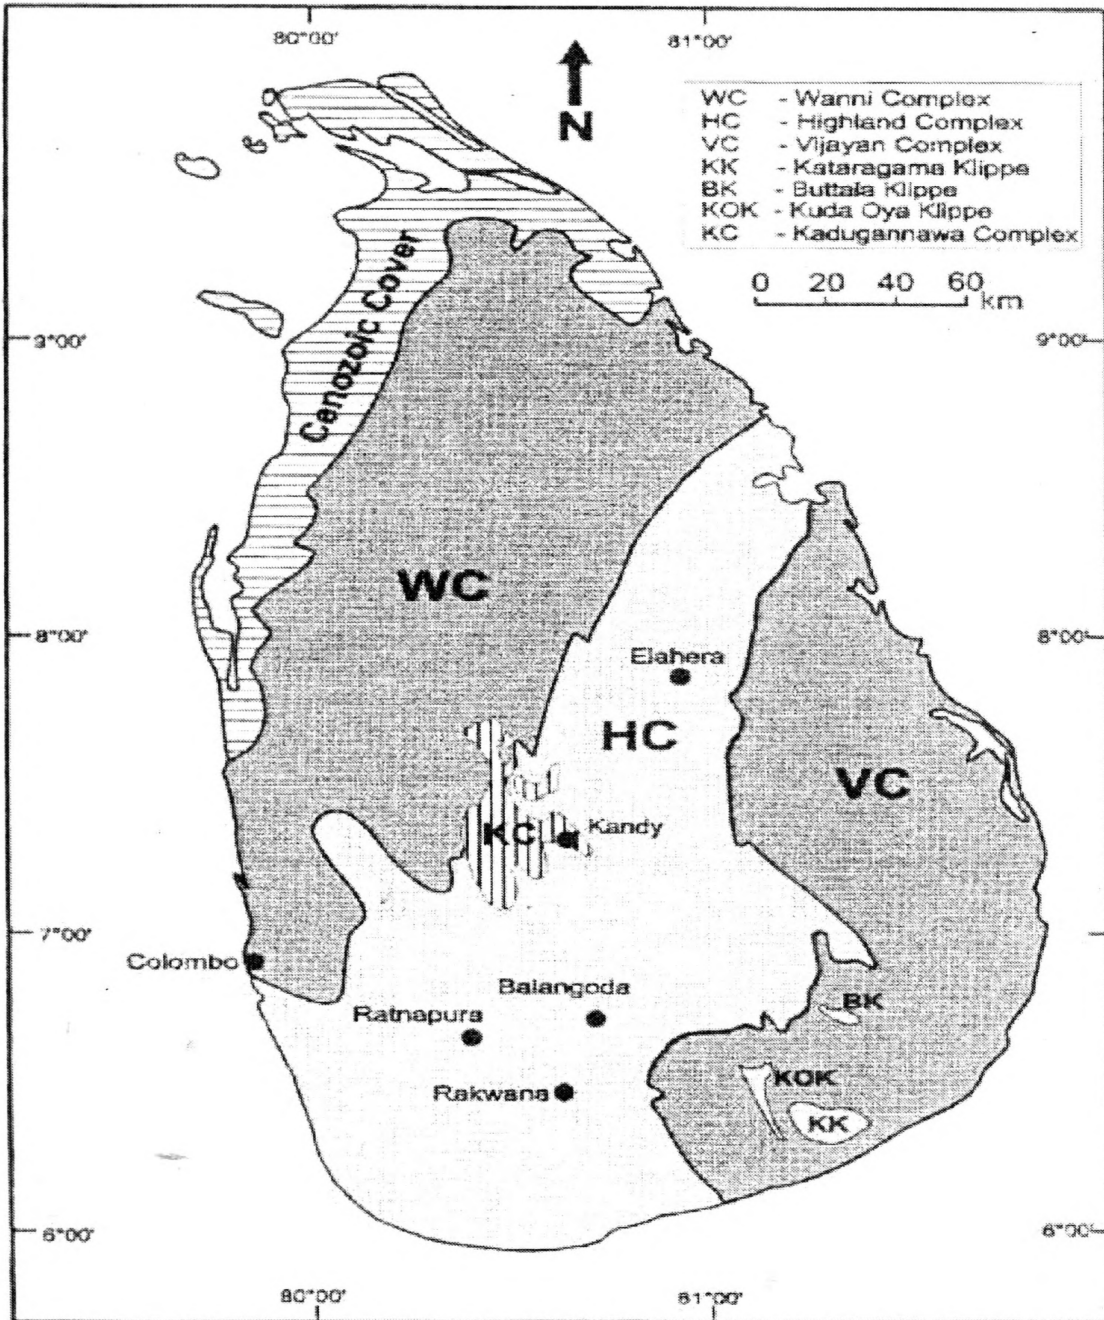 80°00'
81°00'
N
WC - Wanni Complex
HC - Highland Complex
VC - Vijayan Complex
KK - Kataragama Klippe
BK - Buttala Klippe
KOK - Kuda Oya Klippe
KC - Kadugannawa Complex
0 20 40 60
km
9°00'
9°00'
Cenozoic Cover
WC
8°00'
8°00'
Elahera
HC
VC
KC
Kandy
7°00'
Colombo
Balangoda
BK
Ratnapura
KOK
Rakwana
KK
6°00'
6°00'
80°00'
81°00'